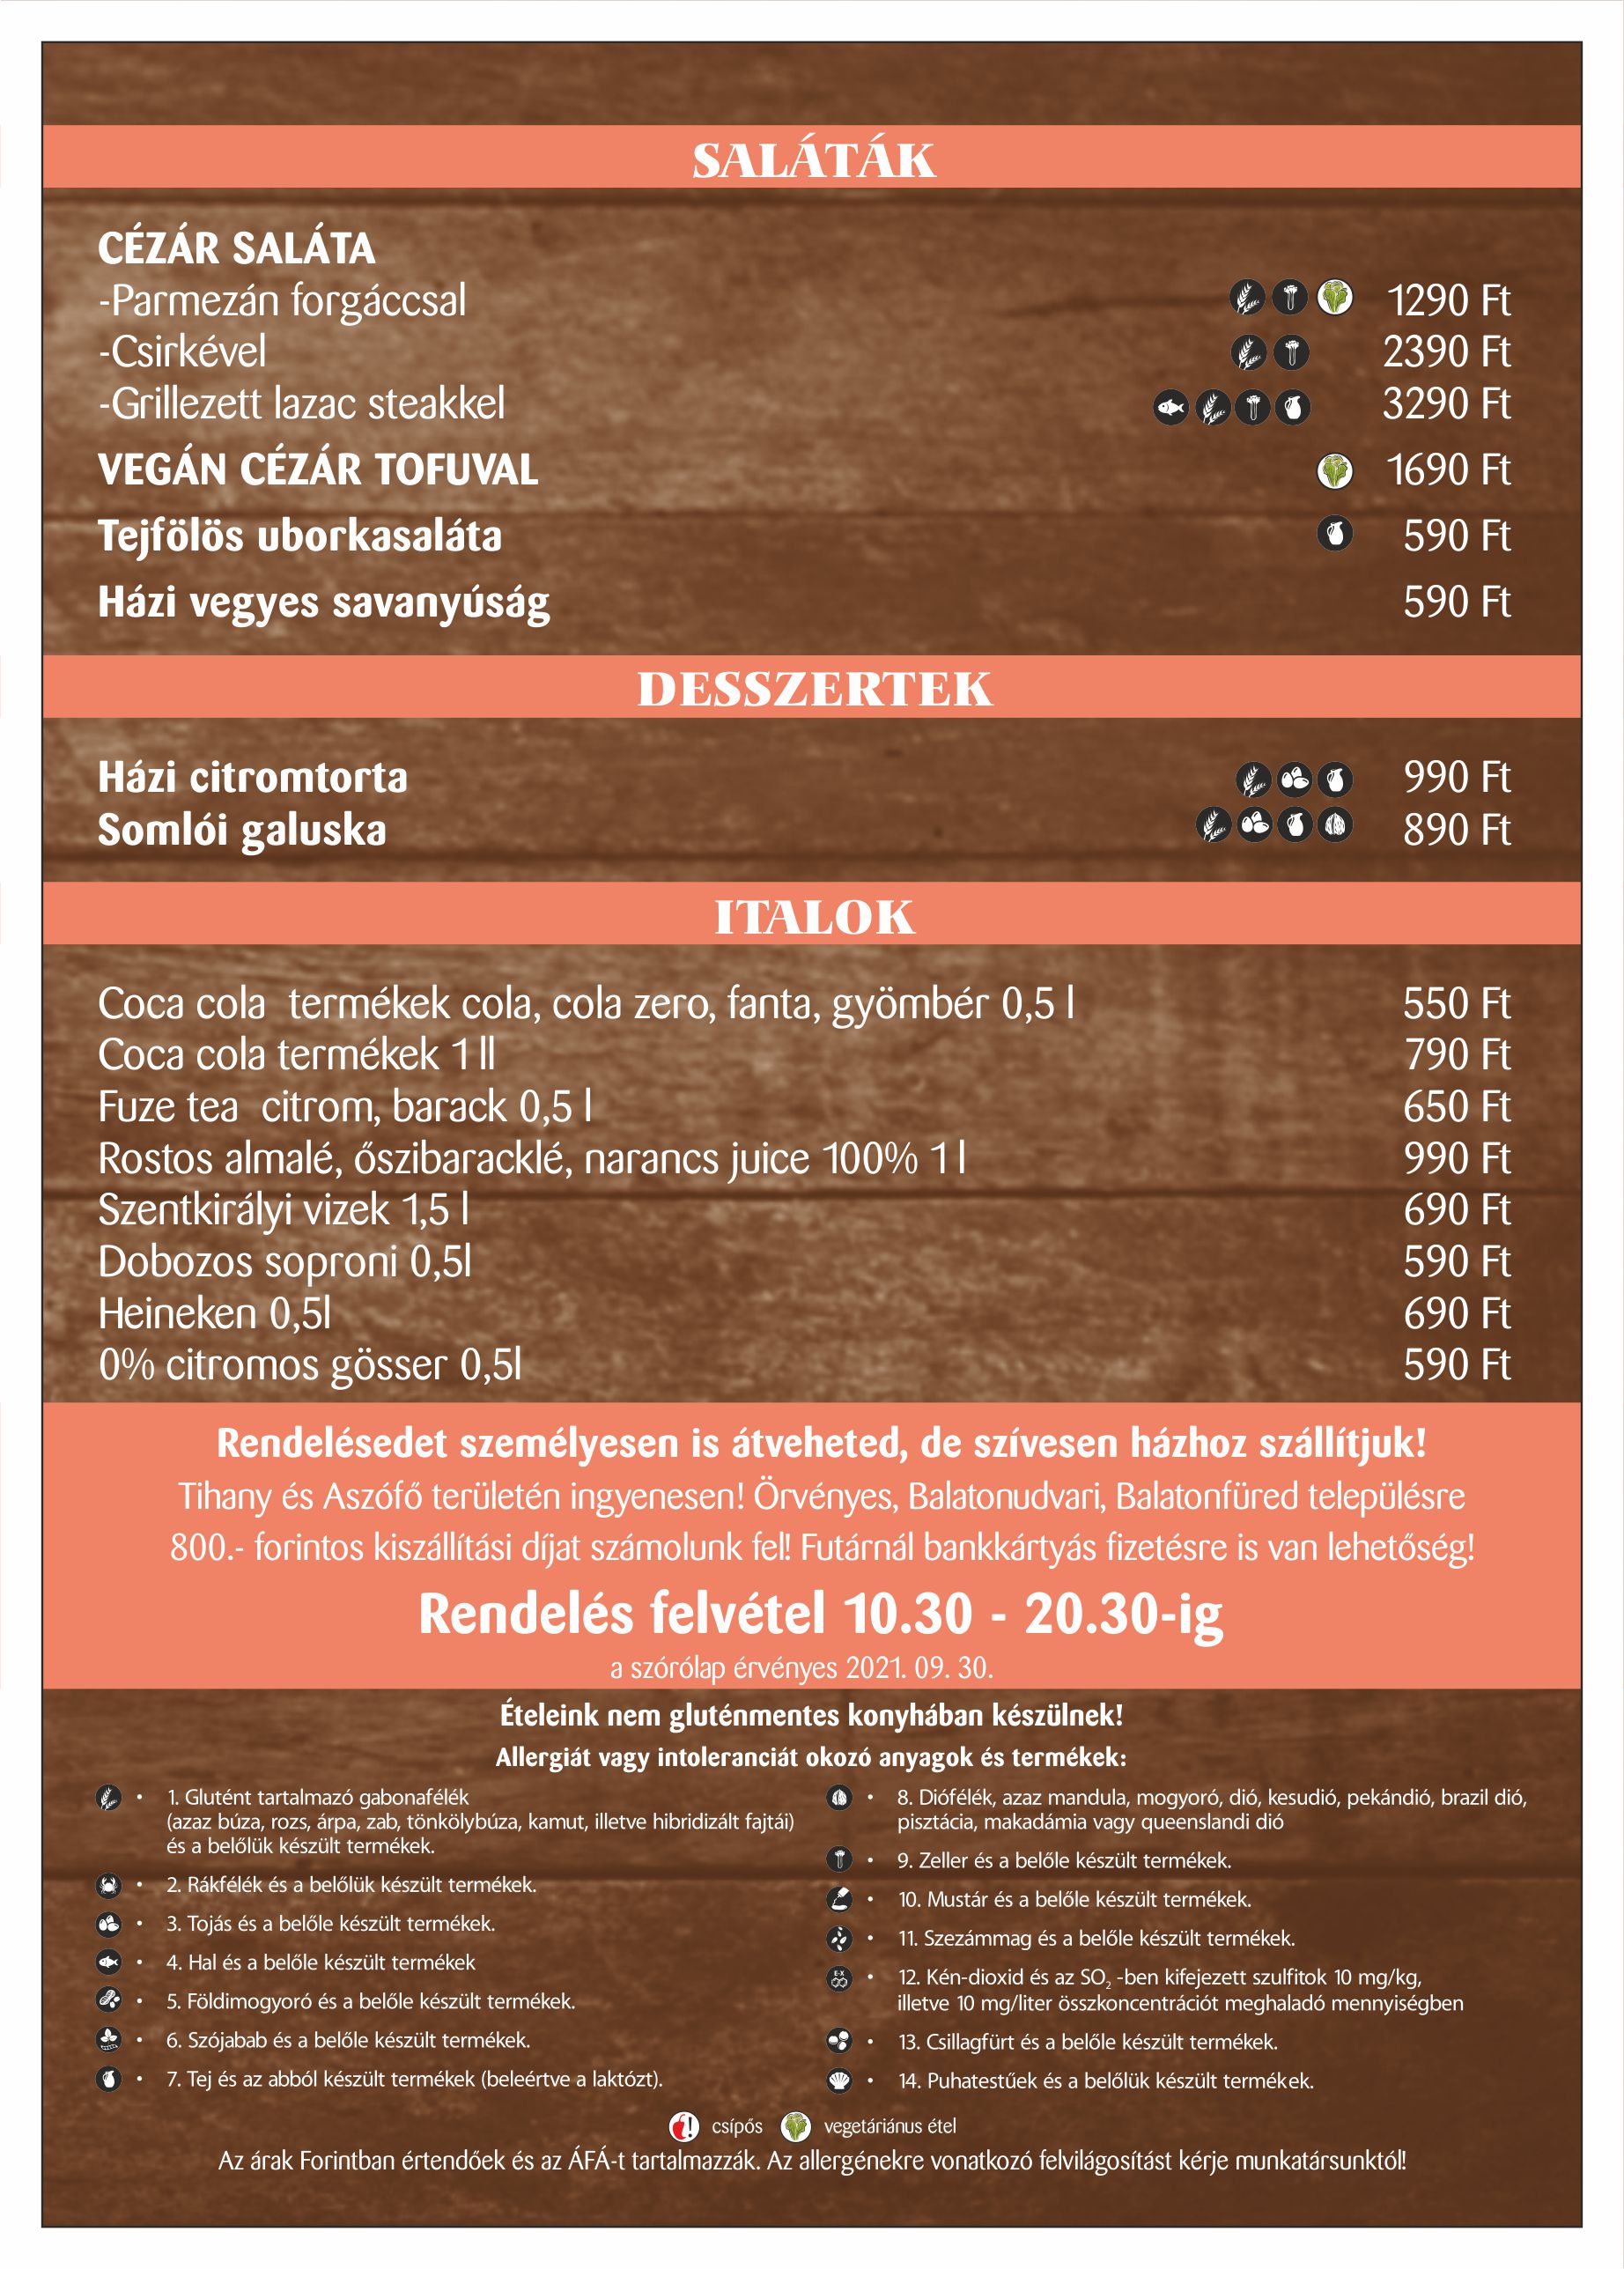 SALÁTÁK
CÉZÁR SALÁTA
-Parmezán forgáccsal 1290 Ft
-Csirkével 2390 Ft
-Grillezett lazac steakkel 3290 Ft
VEGÁN CÉZÁR TOFUVAL 1690 Ft
Tejfölös uborkasaláta 590 Ft
Házi vegyes savanyúság 590 Ft
DESSZERTEK
Házi citromtorta 990 Ft
Somlói galuska 890 Ft
ITALOK
Coca cola termékek cola, cola zero, fanta, gyömbér 0,5 l 550 Ft
Coca cola termékek 1 ll 790 Ft
Fuze tea citrom, barack 0,5 l 650 Ft
Rostos almalé, őszibaracklé, narancs juice 100% 1 l 990 Ft
Szentkirályi vizek 1,5 l 690 Ft
Dobozos soproni 0,5l 590 Ft
Heineken 0,5l 690 Ft
0% citromos gösser 0,5l 590 Ft
Rendelésedet személyesen is átveheted, de szívesen házhoz szállítjuk!
Tihany és Aszófő területén ingyenesen! Örvényes, Balatonudvari, Balatonfüred településre
800.- forintos kiszállítási díjat számolunk fel! Futárnál bankkártyás fizetésre is van lehetőség!
Rendelés felvétel 10.30 - 20.30-ig
a szórólap érvényes 2021. 09. 30.
Ételeink nem gluténmentes konyhában készülnek!
Allergiát vagy intoleranciát okozó anyagok és termékek:
• 1. Glutént tartalmazó gabonafélék
(azaz búza, rozs, árpa, zab, tönkölybúza, kamut, illetve hibridizált fajtái)
és a belőlük készült termékek.
• 2. Rákfélék és a belőlük készült termékek.
• 3. Tojás és a belőle készült termékek.
• 4. Hal és a belőle készült termékek
• 5. Földimogyoró és a belőle készült termékek.
• 6. Szójabab és a belőle készült termékek.
• 7. Tej és az abból készült termékek (beleértve a laktózt).
• 8. Diófélék, azaz mandula, mogyoró, dió, kesudió, pekándió, brazil dió,
pisztácia, makadámia vagy queenslandi dió
• 9. Zeller és a belőle készült termékek.
• 10. Mustár és a belőle készült termékek.
• 11. Szezámmag és a belőle készült termékek.
E-X • 12. Kén-dioxid és az SO₂ -ben kifejezett szulfitok 10 mg/kg,
illetve 10 mg/liter összkoncentrációt meghaladó mennyiségben
• 13. Csillagfürt és a belőle készült termékek.
• 14. Puhatestűek és a belőlük készült termékek.
csípős vegetáriánus étel
Az árak Forintban értendőek és az ÁFÁ-t tartalmazzák. Az allergénekre vonatkozó felvilágosítást kérje munkatársunktól!